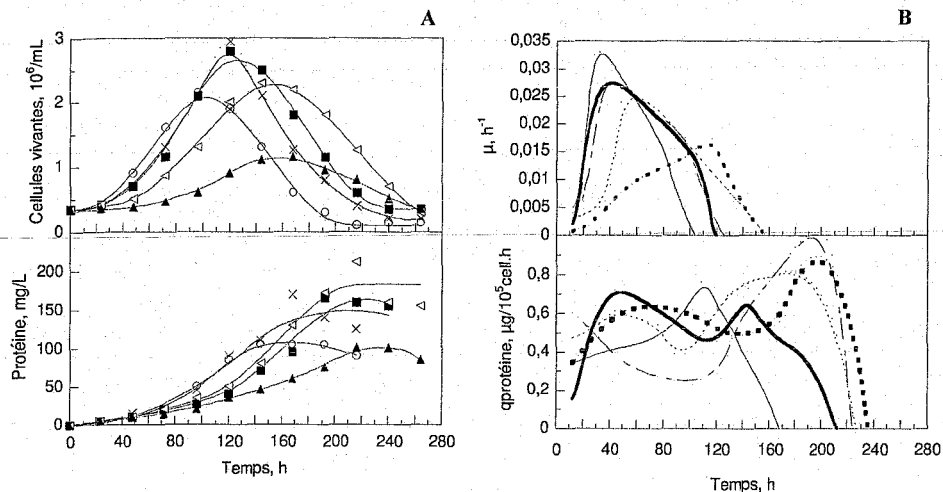 A
Cellules vivantes, 10⁶/mL
3
2
1
0
Protéine, mg/L
200
150
100
50
0
0 40 80 120 160 200 240 280
Temps, h
B
µ, h⁻¹
0,035
0,03
0,025
0,02
0,015
0,01
0,005
0
qprotéine, µg/10⁵cell.h
0,8
0,6
0,4
0,2
0
0 40 80 120 160 200 240 280
Temps, h